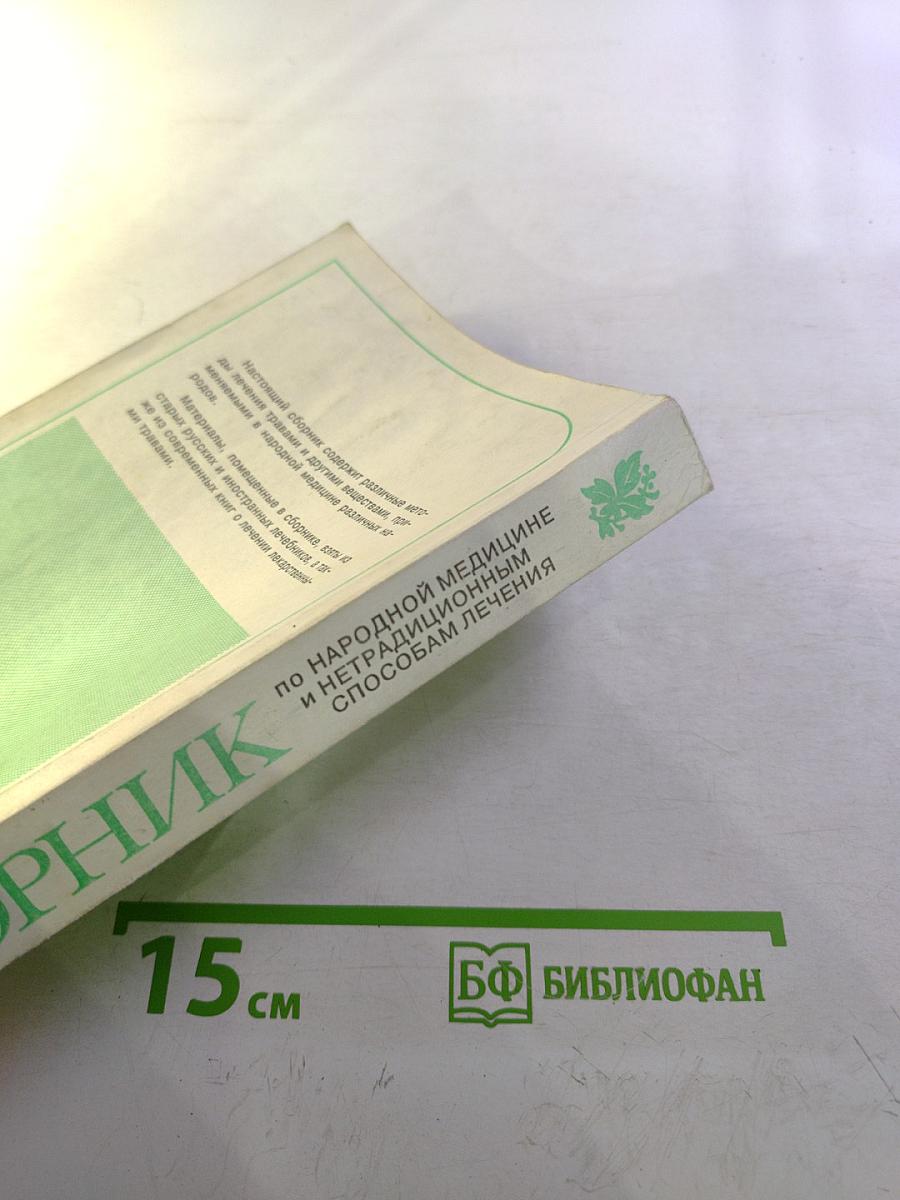 Настоящий сборник содержит различные мето-
ды лечения травами и другими веществами, при-
меняемыми в народной медицине различных на-
родов.
Материалы, помещенные в сборнике, взяты из
старых русских и иностранных лечебников, а так-
же из современных книг о лечении лекарственны-
ми травами.
ОРНИК
по НАРОДНОЙ МЕДИЦИНЕ
и НЕТРАДИЦИОННЫМ
СПОСОБАМ ЛЕЧЕНИЯ
15 см
БФ БИБЛИОФАН